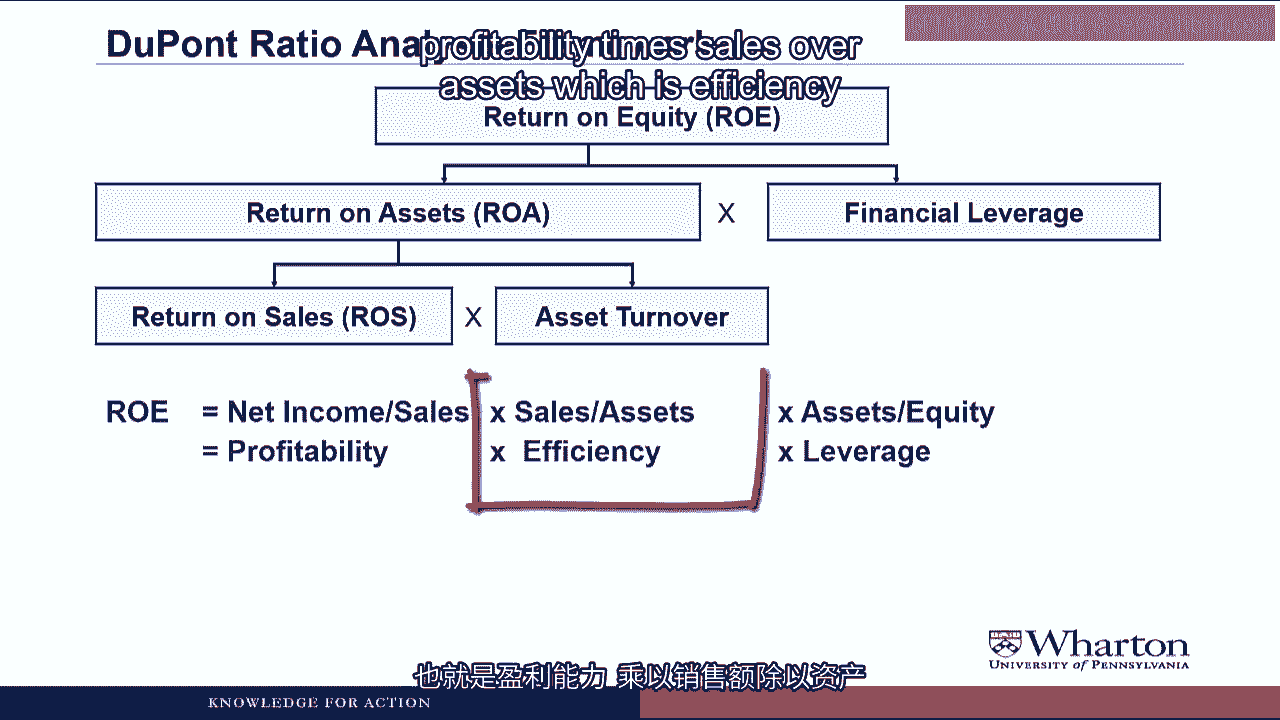 DuPont Ratio Ana
profitability times sales over
assets which is efficiency
Return on Equity (ROE)
Return on Assets (ROA) X Financial Leverage
Return on Sales (ROS) X Asset Turnover
ROE = Net Income/Sales x Sales/Assets x Assets/Equity
= Profitability x Efficiency x Leverage
Wharton
UNIVERSITY of PENNSYLVANIA
也就是盈利能力 乘以销售额除以资产
KNOWLEDGE FOR ACTION